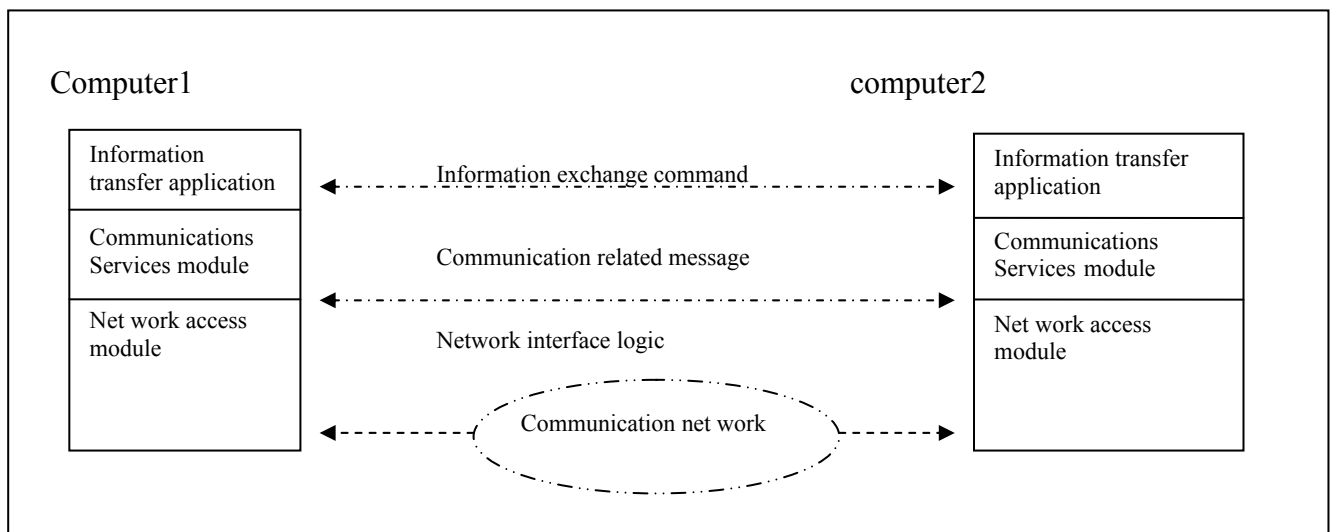 Computer1
computer2
Information
transfer application
Information exchange command
Information transfer
application
Communications
Services module
Communication related message
Communications
Services module
Net work access
module
Network interface logic
Net work access
module
Communication net work